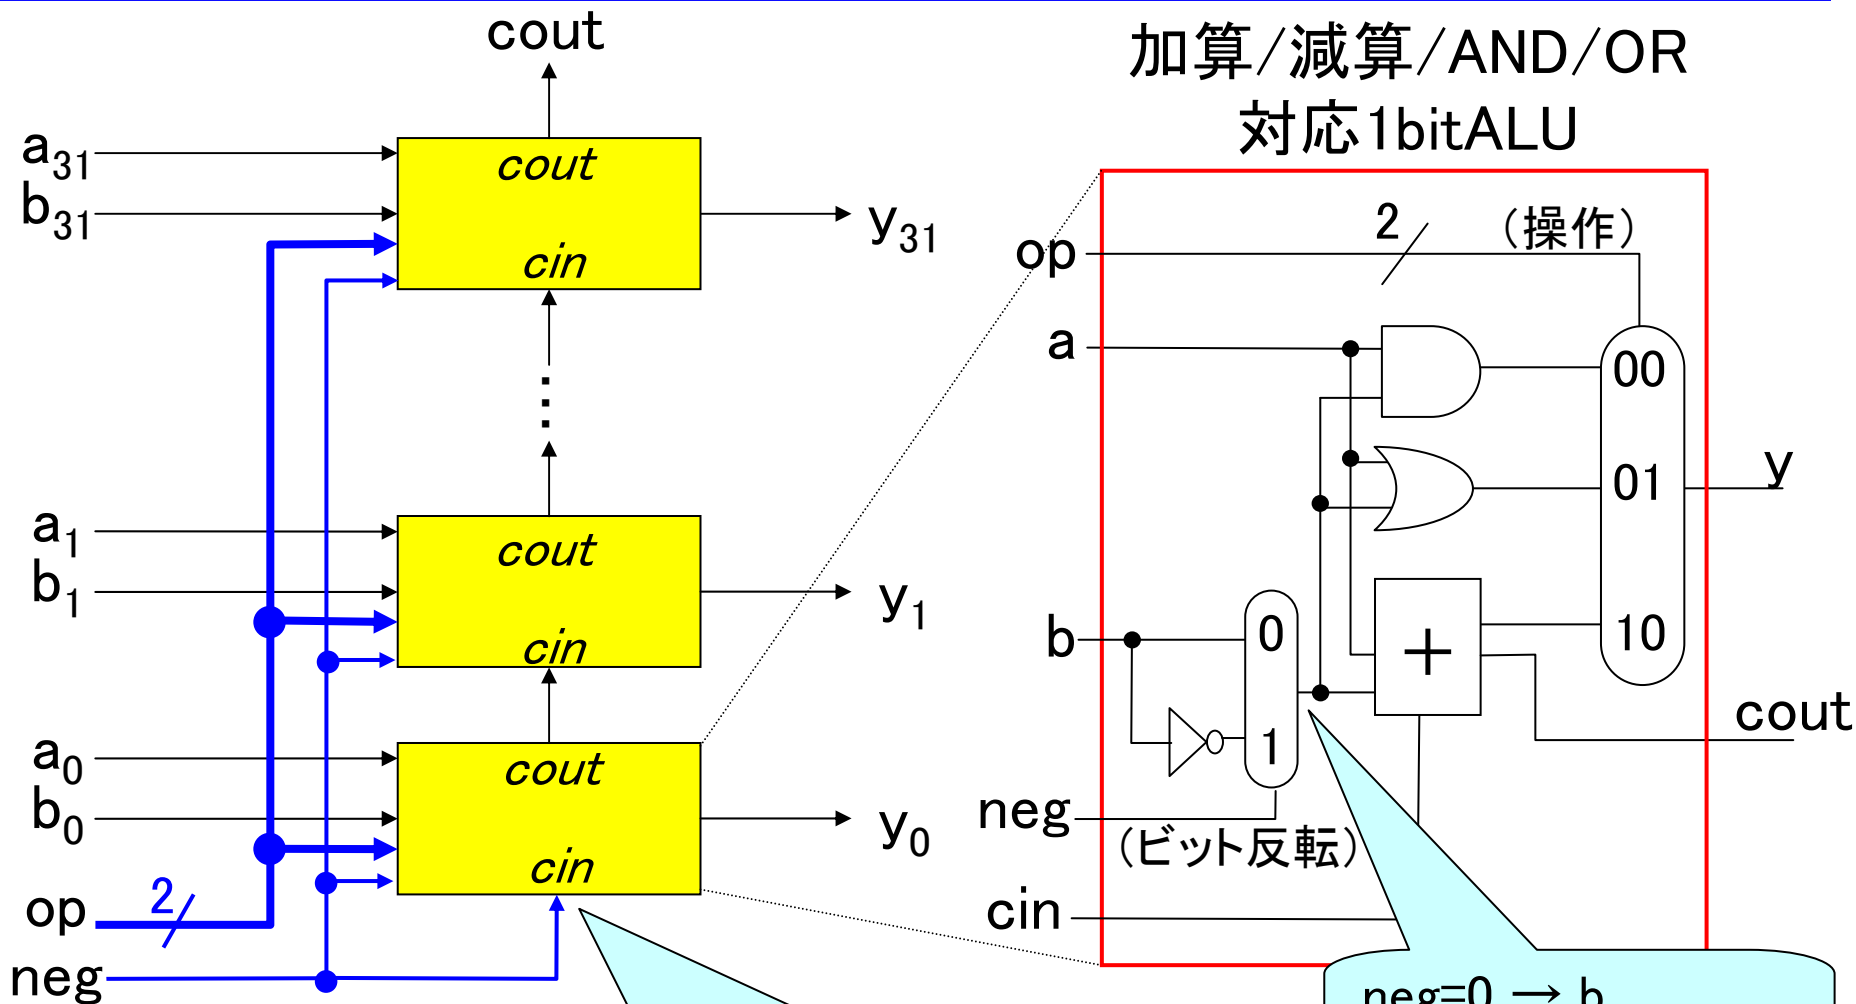 cout
a31
b31
cout
cin
y31
a1
b1
cout
cin
y1
a0
b0
cout
cin
y0
op
2
neg
加算/減算/AND/OR
対応1bitALU
op
2
(操作)
a
00
01
10
y
b
0
1
+
cout
neg
(ビット反転)
cin
neg=0 → b